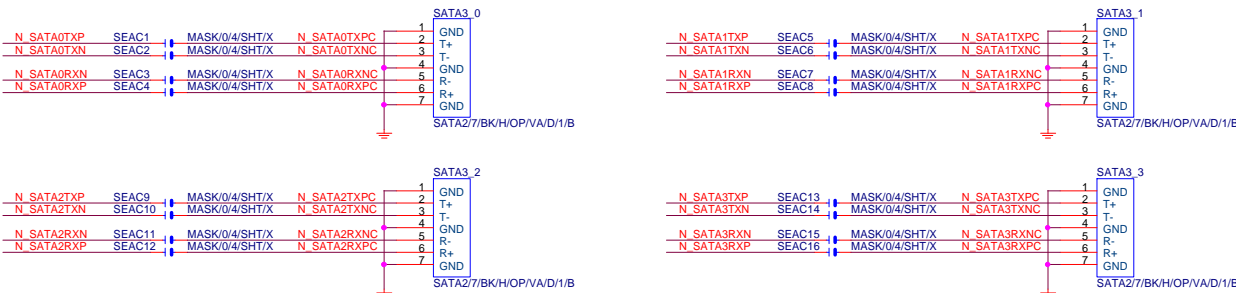 SATA3_0
1 GND
N_SATA0TXP SEAC1 MASK/0/4/SHT/X N_SATA0TXPC 2 T+
N_SATA0TXN SEAC2 MASK/0/4/SHT/X N_SATA0TXNC 3 T-
4 GND
N_SATA0RXN SEAC3 MASK/0/4/SHT/X N_SATA0RXNC 5 R-
N_SATA0RXP SEAC4 MASK/0/4/SHT/X N_SATA0RXPC 6 R+
7 GND
SATA2/7/BK/H/OP/VA/D/1/B
SATA3_1
1 GND
N_SATA1TXP SEAC5 MASK/0/4/SHT/X N_SATA1TXPC 2 T+
N_SATA1TXN SEAC6 MASK/0/4/SHT/X N_SATA1TXNC 3 T-
4 GND
N_SATA1RXN SEAC7 MASK/0/4/SHT/X N_SATA1RXNC 5 R-
N_SATA1RXP SEAC8 MASK/0/4/SHT/X N_SATA1RXPC 6 R+
7 GND
SATA2/7/BK/H/OP/VA/D/1/B
SATA3_2
1 GND
N_SATA2TXP SEAC9 MASK/0/4/SHT/X N_SATA2TXPC 2 T+
N_SATA2TXN SEAC10 MASK/0/4/SHT/X N_SATA2TXNC 3 T-
4 GND
N_SATA2RXN SEAC11 MASK/0/4/SHT/X N_SATA2RXNC 5 R-
N_SATA2RXP SEAC12 MASK/0/4/SHT/X N_SATA2RXPC 6 R+
7 GND
SATA2/7/BK/H/OP/VA/D/1/B
SATA3_3
1 GND
N_SATA3TXP SEAC13 MASK/0/4/SHT/X N_SATA3TXPC 2 T+
N_SATA3TXN SEAC14 MASK/0/4/SHT/X N_SATA3TXNC 3 T-
4 GND
N_SATA3RXN SEAC15 MASK/0/4/SHT/X N_SATA3RXNC 5 R-
N_SATA3RXP SEAC16 MASK/0/4/SHT/X N_SATA3RXPC 6 R+
7 GND
SATA2/7/BK/H/OP/VA/D/1/B